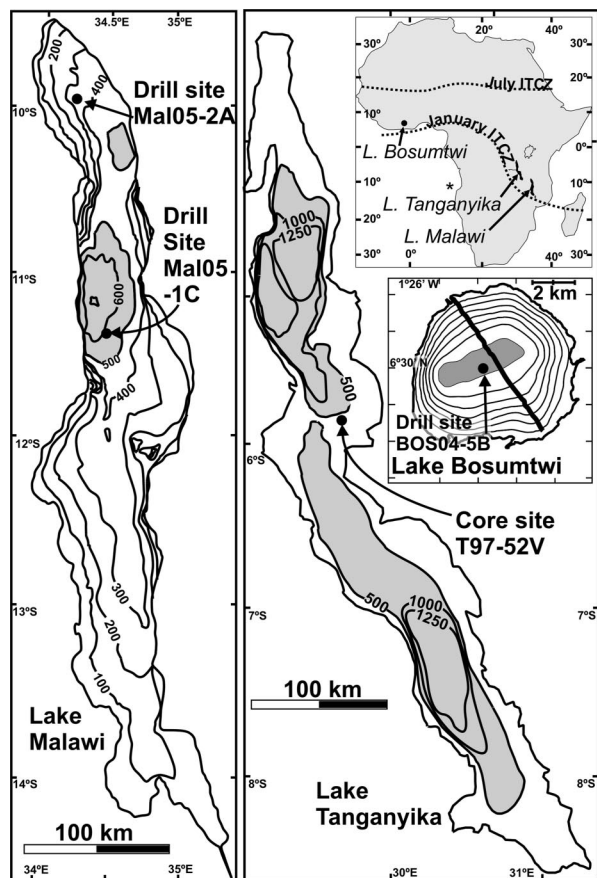 34.5°E
35°E
200
400
Drill site
Mal05-2A
10°S
Drill
Site
Mal05
-1C
600
11°S
500
400
12°S
300
13°S
200
100
Lake
Malawi
14°S
100 km
34°E
35°E
1000
1250
500
6°S
Core site
T97-52V
1000
500
1250
7°S
7°S
100 km
8°S
8°S
Lake
Tanganyika
30°E
31°E
30°
30°
20°
July ITCZ
20°
10°
10°
January ITCZ
L. Bosumtwi
0°
0°
*
10°
L. Tanganyika
10°
20°
L. Malawi
20°
30°
30°
20°
0°
20°
40°
1°26' W
2 km
6°30' N
Drill site
BOS04-5B
Lake Bosumtwi